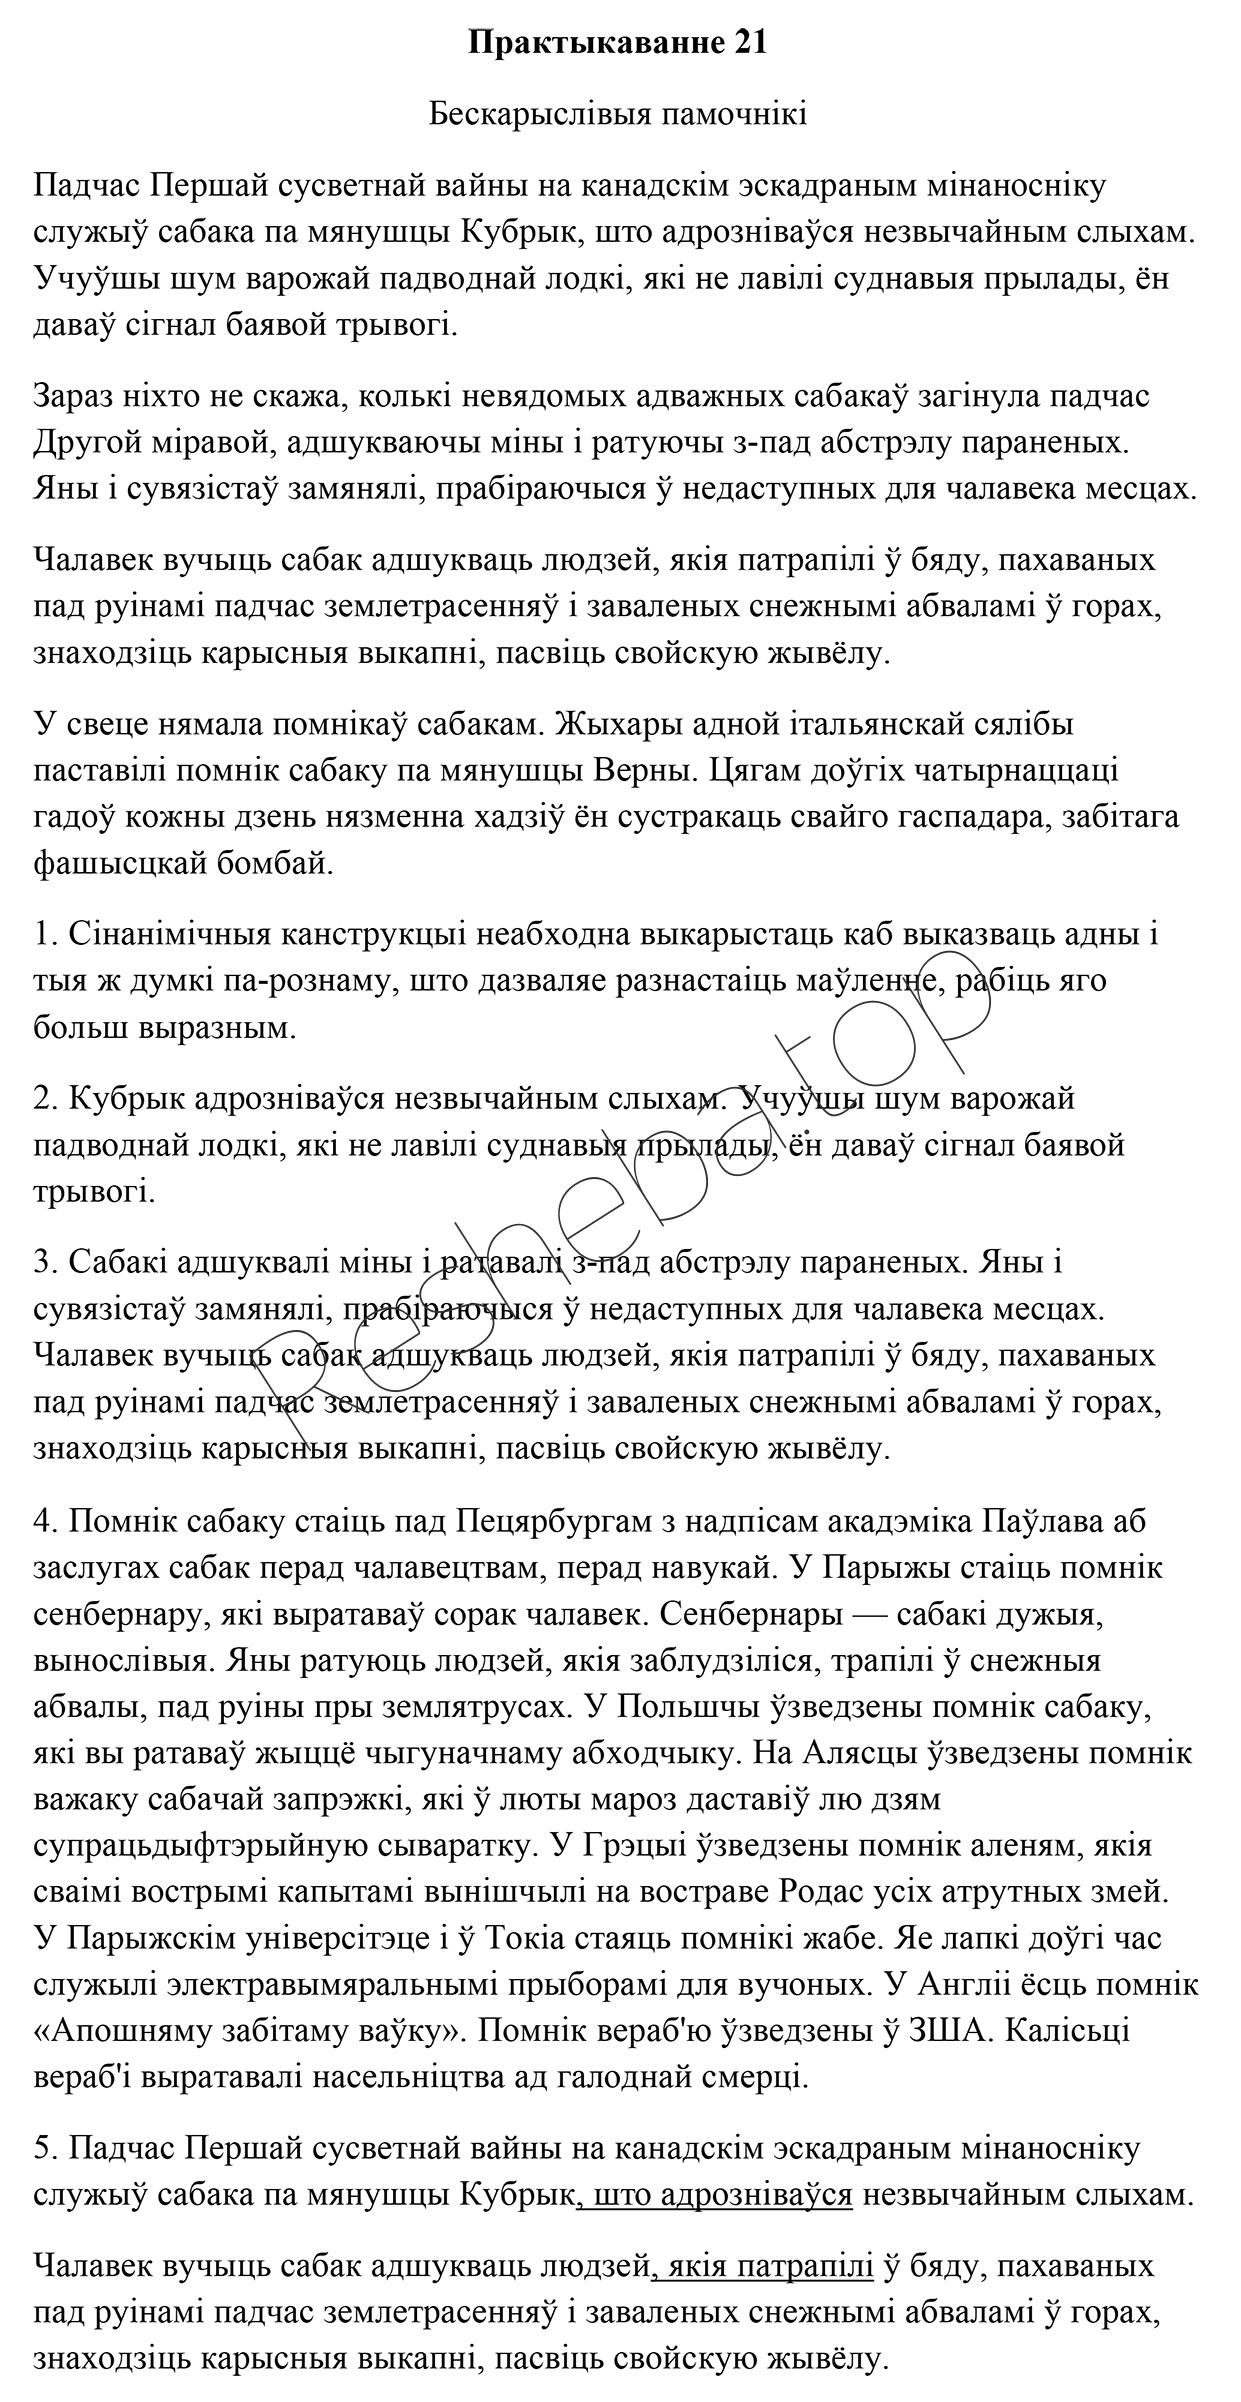 Практыкаванне 21
Бескарыслівыя памочнікі
Падчас Першай сусветнай вайны на канадскім эскадраным мінаносніку
служыў сабака па мянушцы Кубрык, што адрозніваўся незвычайным слыхам.
Учуўшы шум варожай падводнай лодкі, які не лавілі суднавыя прылады, ён
даваў сігнал баявой трывогі.
Зараз ніхто не скажа, колькі невядомых адважных сабакаў загінула падчас
Другой міравой, адшукваючы міны і ратуючы з-пад абстрэлу параненых.
Яны і сувязістаў замянялі, прабіраючыся ў недаступных для чалавека месцах.
Чалавек вучыць сабак адшукваць людзей, якія патрапілі ў бяду, пахаваных
пад руінамі падчас землетрасенняў і заваленых снежнымі абваламі ў горах,
знаходзіць карысныя выкапні, пасвіць свойскую жывёлу.
У свеце нямала помнікаў сабакам. Жыхары адной італьянскай сялібы
паставілі помнік сабаку па мянушцы Верны. Цягам доўгіх чатырнаццаці
гадоў кожны дзень нязменна хадзіў ён сустракаць свайго гаспадара, забітага
фашысцкай бомбай.
1. Сінанімічныя канструкцыі неабходна выкарыстаць каб выказваць адны і
тыя ж думкі па-рознаму, што дазваляе разнастаіць маўленне, рабіць яго
больш выразным.
2. Кубрык адрозніваўся незвычайным слыхам. Учуўшы шум варожай
падводнай лодкі, які не лавілі суднавыя прылады, ён даваў сігнал баявой
трывогі.
3. Сабакі адшуквалі міны і ратавалі з-пад абстрэлу параненых. Яны і
сувязістаў замянялі, прабіраючыся ў недаступных для чалавека месцах.
Чалавек вучыць сабак адшукваць людзей, якія патрапілі ў бяду, пахаваных
пад руінамі падчас землетрасенняў і заваленых снежнымі абваламі ў горах,
знаходзіць карысныя выкапні, пасвіць свойскую жывёлу.
Resheba.top
4. Помнік сабаку стаіць пад Пецярбургам з надпісам акадэміка Паўлава аб
заслугах сабак перад чалавецтвам, перад навукай. У Парыжы стаіць помнік
сенбернару, які выратаваў сорак чалавек. Сенбернары — сабакі дужыя,
вынослівыя. Яны ратуюць людзей, якія заблудзіліся, трапілі ў снежныя
абвалы, пад руіны пры землятрусах. У Польшчы ўзведзены помнік сабаку,
які вы ратаваў жыццё чыгуначнаму абходчыку. На Алясцы ўзведзены помнік
важаку сабачай запрэжкі, які ў люты мароз даставіў лю дзям
супрацьдыфтэрыйную сываратку. У Грэцыі ўзведзены помнік аленям, якія
сваімі вострымі капытамі вынішчылі на востраве Родас усіх атрутных змей.
У Парыжскім універсітэце і ў Токіа стаяць помнікі жабе. Яе лапкі доўгі час
служылі электравымяральнымі прыборамі для вучоных. У Англіі ёсць помнік
«Апошняму забітаму ваўку». Помнік вераб'ю ўзведзены ў ЗША. Калісьці
вераб'і выратавалі насельніцтва ад галоднай смерці.
5. Падчас Першай сусветнай вайны на канадскім эскадраным мінаносніку
служыў сабака па мянушцы Кубрык, што адрозніваўся незвычайным слыхам.
Чалавек вучыць сабак адшукваць людзей, якія патрапілі ў бяду, пахаваных
пад руінамі падчас землетрасенняў і заваленых снежнымі абваламі ў горах,
знаходзіць карысныя выкапні, пасвіць свойскую жывёлу.